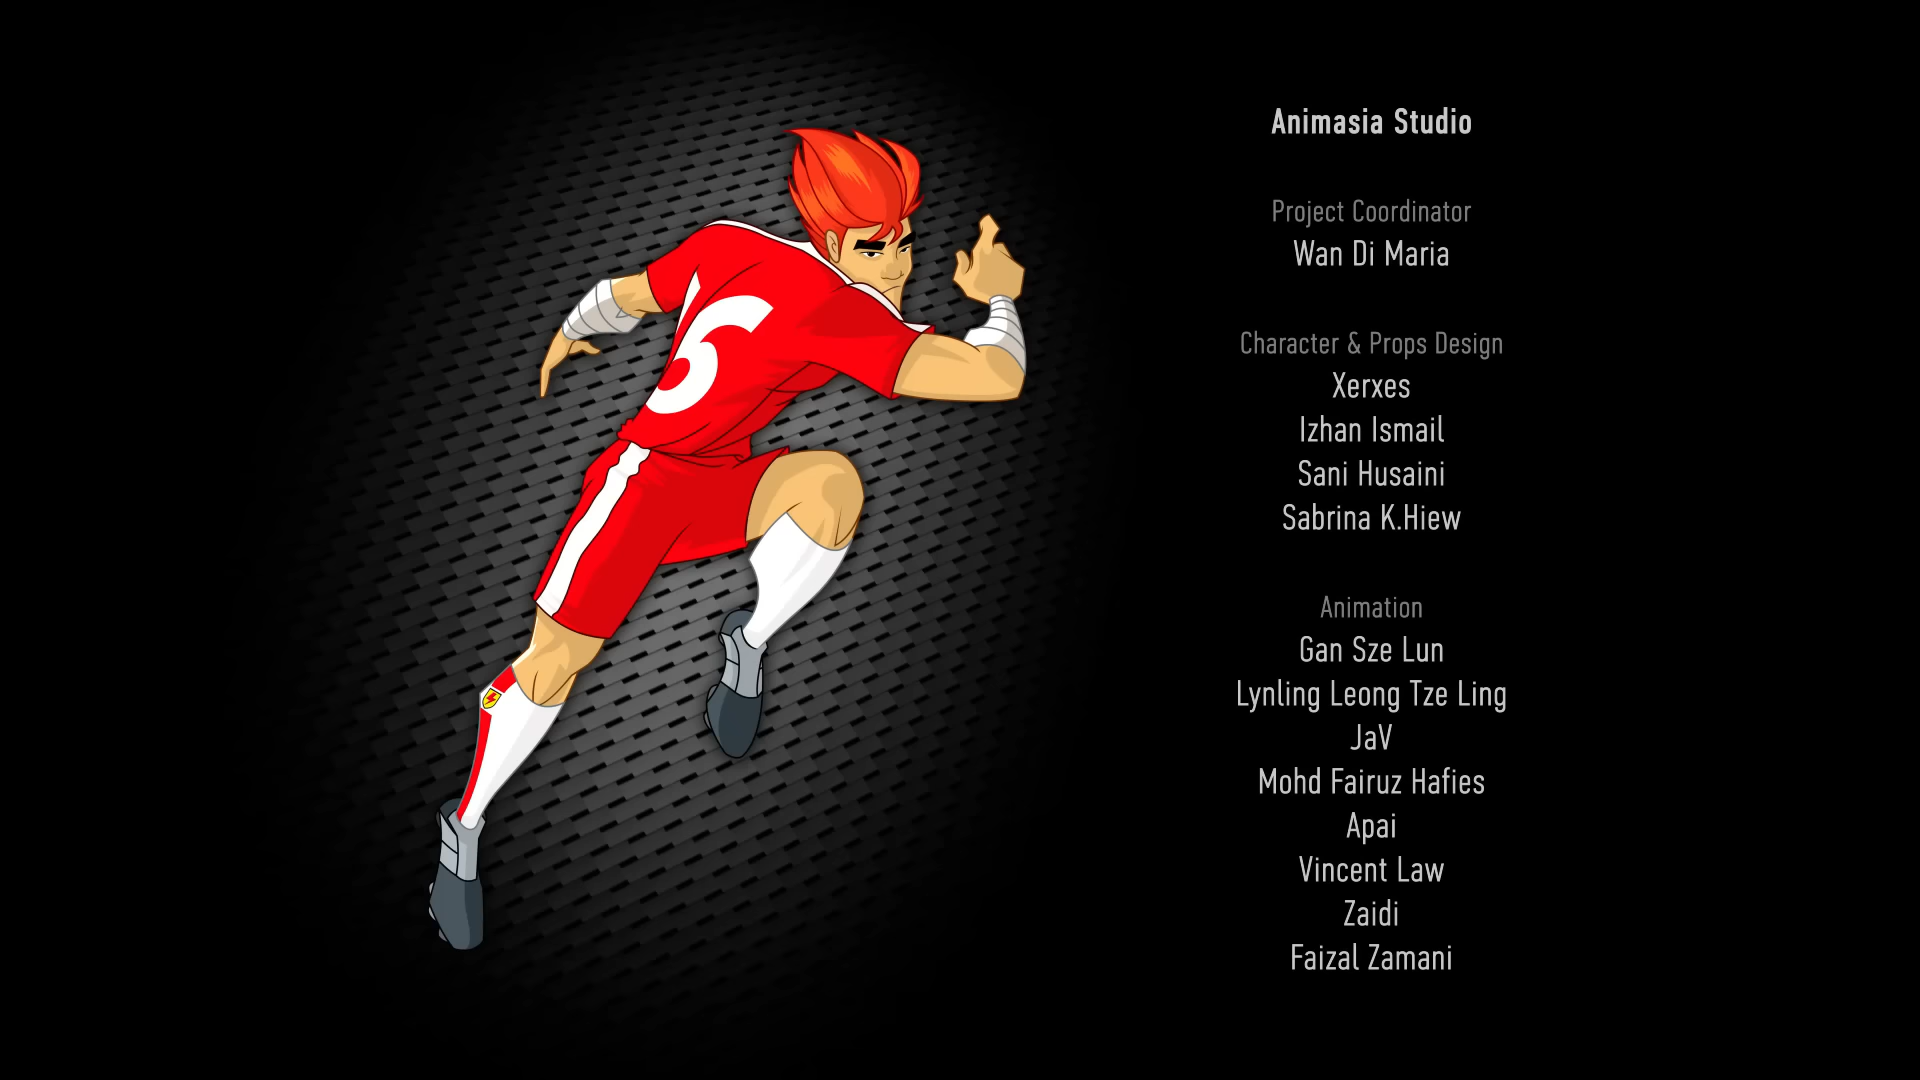 5
Animasia Studio
Project Coordinator
Wan Di Maria
Character & Props Design
Xerxes
Izhan Ismail
Sani Husaini
Sabrina K.Hiew
Animation
Gan Sze Lun
Lynling Leong Tze Ling
JaV
Mohd Fairuz Hafies
Apai
Vincent Law
Zaidi
Faizal Zamani